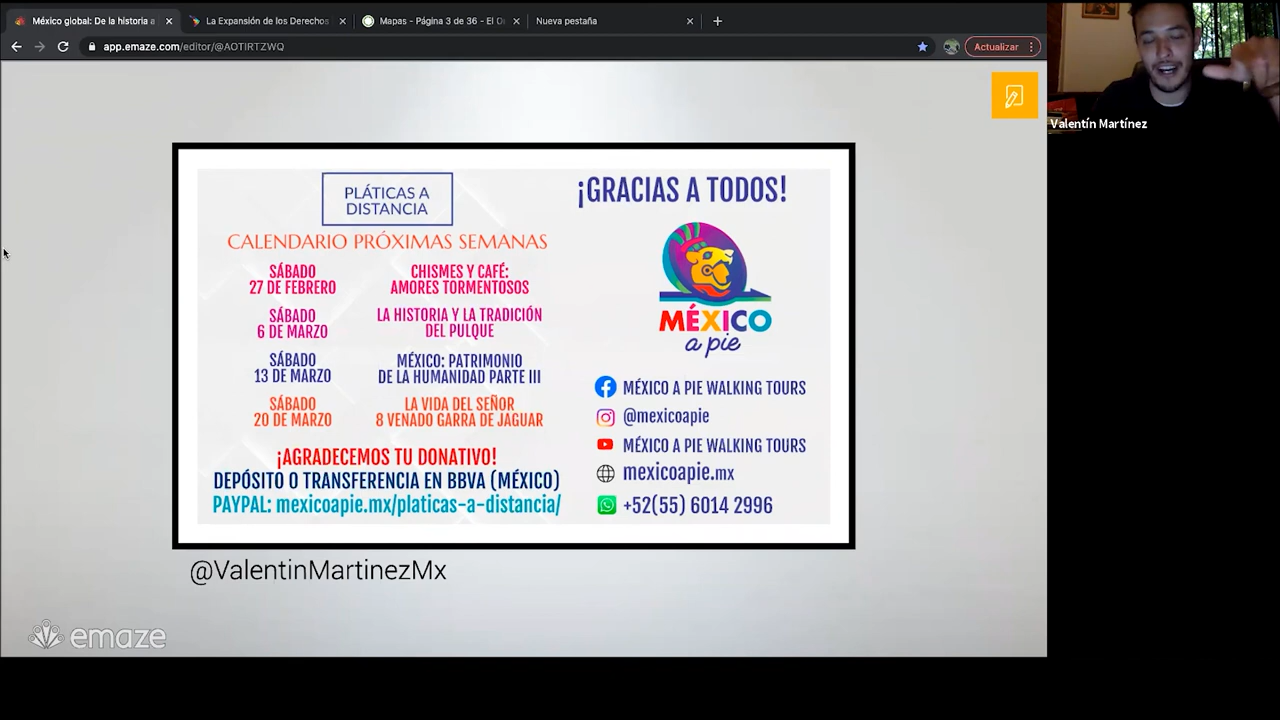 México global: De la historia a
La Expansión de los Derechos
Mapas - Página 3 de 36 - El O
Nueva pestaña
app.emaze.com/editor/@AOTIRTZWQ
Actualizar
Valentín Martínez
PLÁTICAS A
DISTANCIA
CALENDARIO PRÓXIMAS SEMANAS
SÁBADO
27 DE FEBRERO
CHISMES Y CAFÉ:
AMORES TORMENTOSOS
SÁBADO
6 DE MARZO
LA HISTORIA Y LA TRADICIÓN
DEL PULQUE
SÁBADO
13 DE MARZO
MÉXICO: PATRIMONIO
DE LA HUMANIDAD PARTE III
SÁBADO
20 DE MARZO
LA VIDA DEL SEÑOR
8 VENADO GARRA DE JAGUAR
¡AGRADECEMOS TU DONATIVO!
DEPÓSITO O TRANSFERENCIA EN BBVA (MÉXICO)
PAYPAL: mexicoapie.mx/platicas-a-distancia/
¡GRACIAS A TODOS!
MÉXICO
a pie
MÉXICO A PIE WALKING TOURS
@mexicoapie
MÉXICO A PIE WALKING TOURS
mexicoapie.mx
+52(55) 6014 2996
@ValentinMartinezMx
emaze